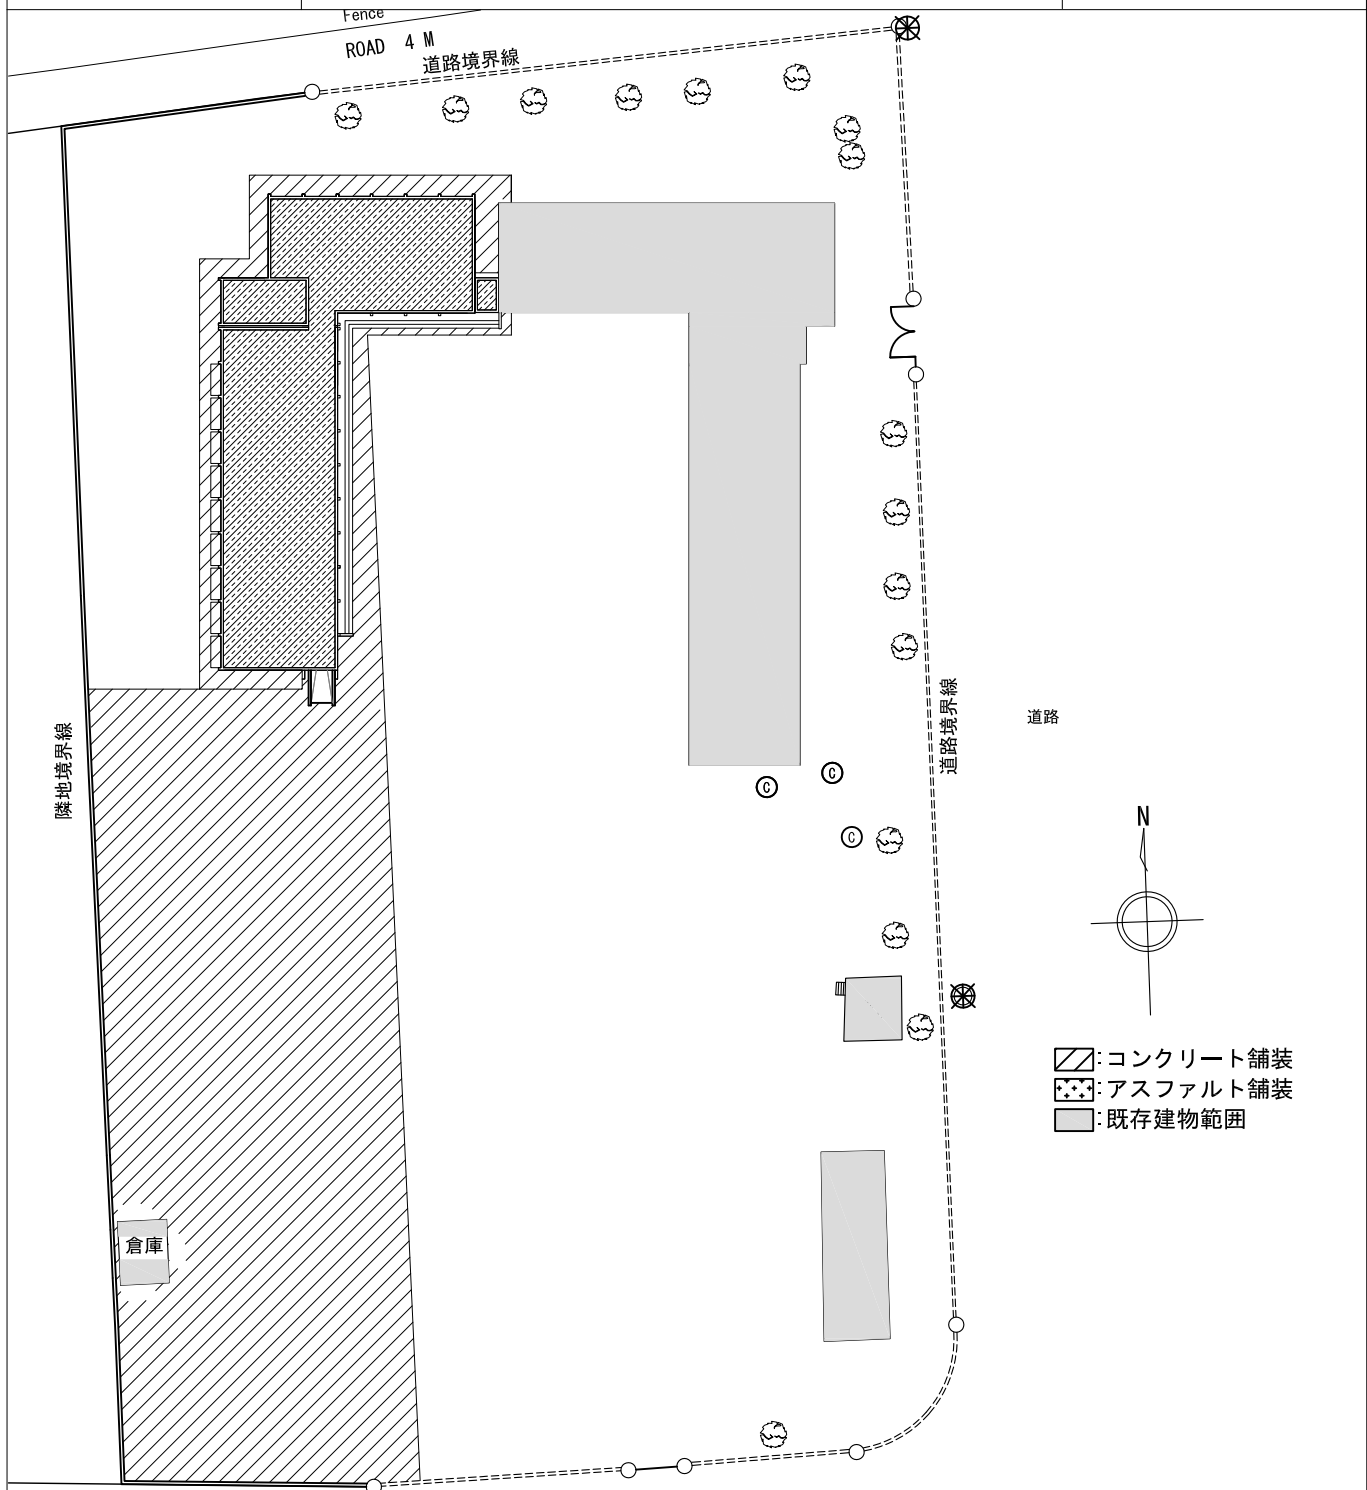 Fence
ROAD 4 M
道路境界線
隣地境界線
道路境界線
道路
C
C
C
N
:コンクリート舗装
:アスファルト舗装
:既存建物範囲
倉庫